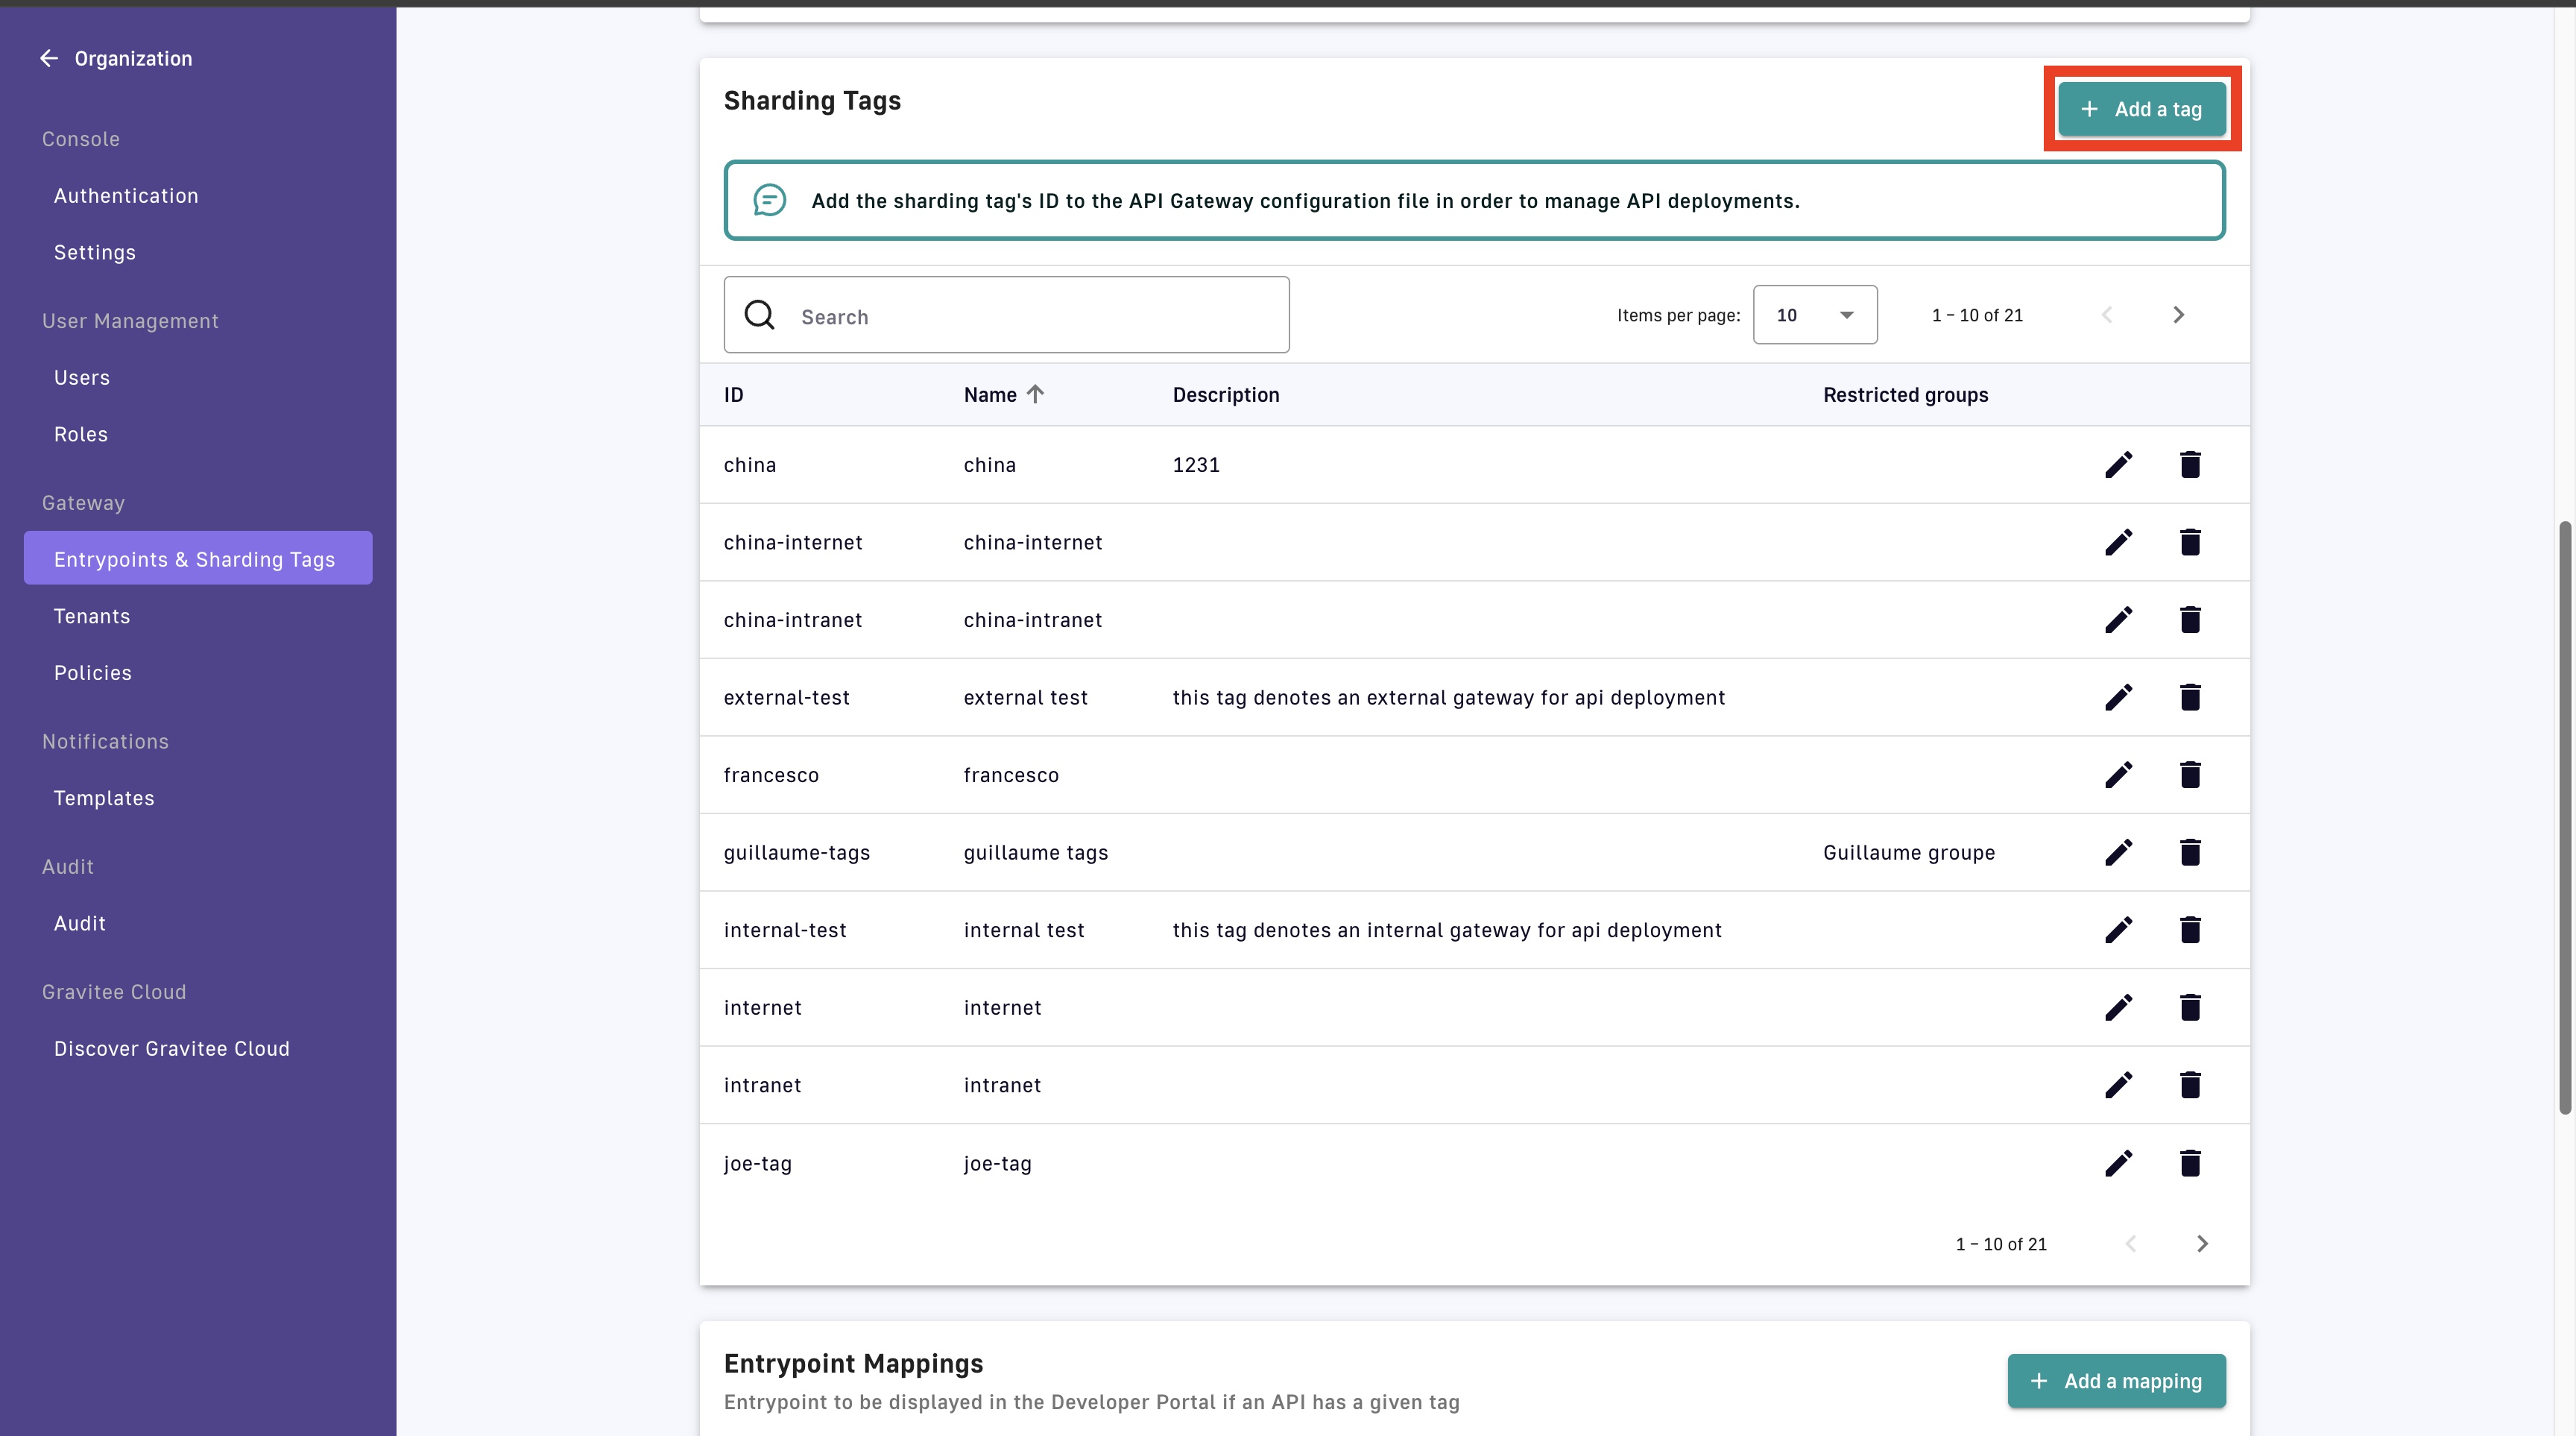 Organization
Console
Authentication
Settings
User Management
Users
Roles
Gateway
Entrypoints & Sharding Tags
Tenants
Policies
Notifications
Templates
Audit
Audit
Gravitee Cloud
Discover Gravitee Cloud
Sharding Tags
+ Add a tag
Add the sharding tag's ID to the API Gateway configuration file in order to manage API deployments.
Search Items per page: 10 1 – 10 of 21
ID Name Description Restricted groups
china china 1231
china-internet china-internet
china-intranet china-intranet
external-test external test this tag denotes an external gateway for api deployment
francesco francesco
guillaume-tags guillaume tags Guillaume groupe
internal-test internal test this tag denotes an internal gateway for api deployment
internet internet
intranet intranet
joe-tag joe-tag
1 – 10 of 21
Entrypoint Mappings
Entrypoint to be displayed in the Developer Portal if an API has a given tag
+ Add a mapping